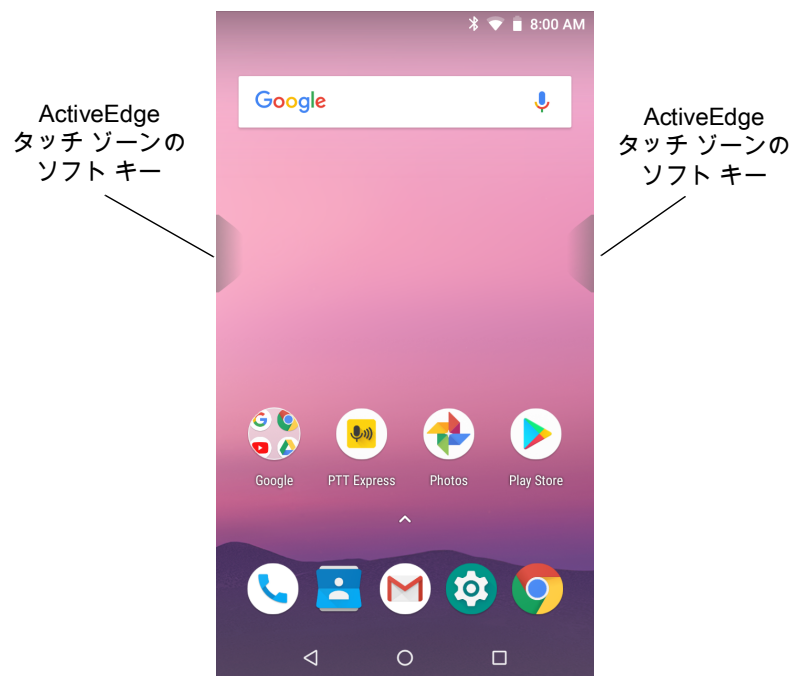 8:00 AM
Google
ActiveEdge
タッチ ゾーンの
ソフト キー
ActiveEdge
タッチ ゾーンの
ソフト キー
Google
PTT Express
Photos
Play Store